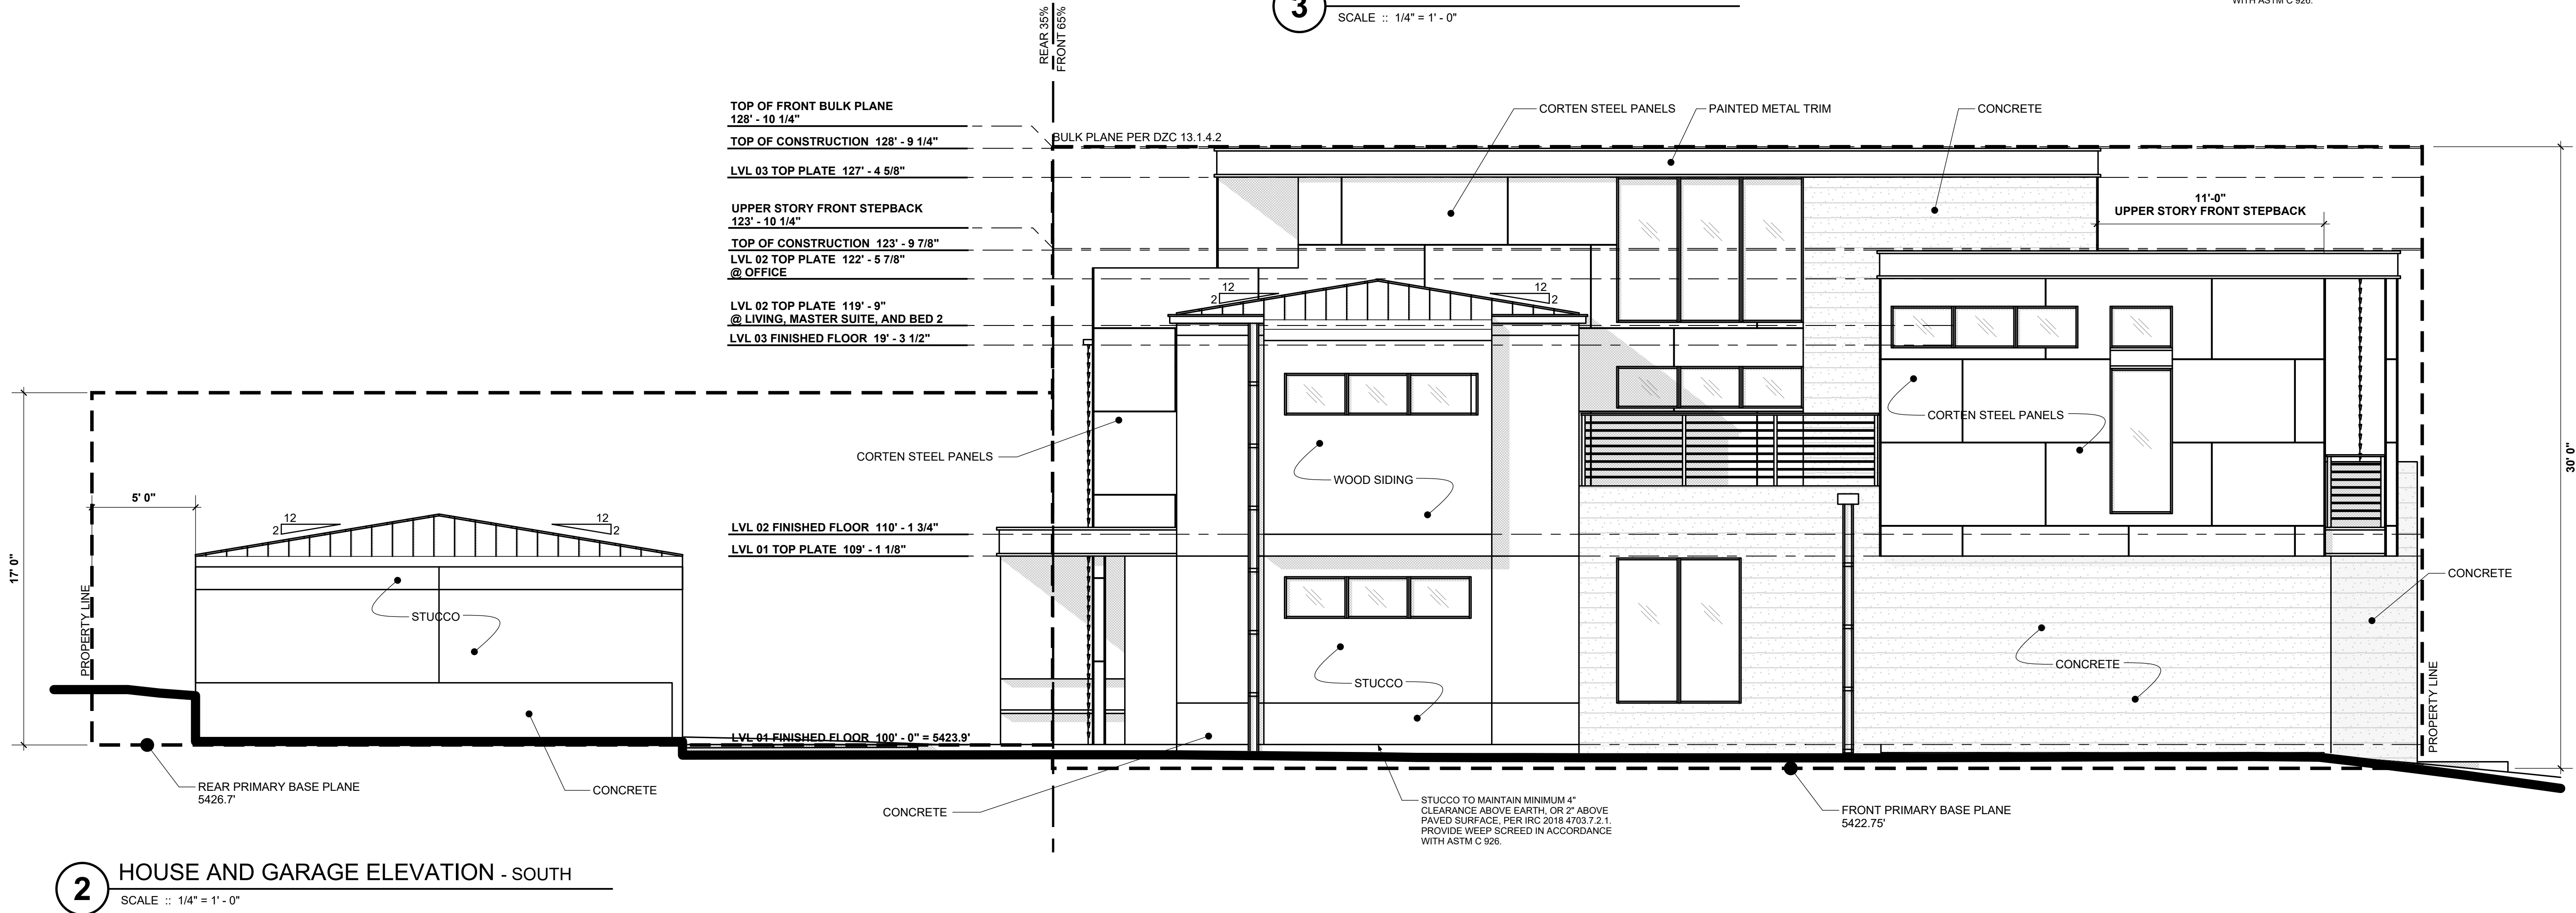 3
SCALE :: 1/4" = 1' - 0"
WITH ASTM C 926.
REAR 35%
FRONT 65%
TOP OF FRONT BULK PLANE
128' - 10 1/4"
TOP OF CONSTRUCTION 128' - 9 1/4"
LVL 03 TOP PLATE 127' - 4 5/8"
UPPER STORY FRONT STEPBACK
123' - 10 1/4"
TOP OF CONSTRUCTION 123' - 9 7/8"
LVL 02 TOP PLATE 122' - 5 7/8"
@ OFFICE
LVL 02 TOP PLATE 119' - 9"
@ LIVING, MASTER SUITE, AND BED 2
LVL 03 FINISHED FLOOR 19' - 3 1/2"
BULK PLANE PER DZC 13.1.4.2
CORTEN STEEL PANELS
PAINTED METAL TRIM
CONCRETE
11'-0"
UPPER STORY FRONT STEPBACK
12
2
12
2
CORTEN STEEL PANELS
CORTEN STEEL PANELS
WOOD SIDING
30' 0"
17' 0"
5' 0"
12
2
12
2
LVL 02 FINISHED FLOOR 110' - 1 3/4"
LVL 01 TOP PLATE 109' - 1 1/8"
PROPERTY LINE
STUCCO
CONCRETE
CONCRETE
STUCCO
PROPERTY LINE
LVL 01 FINISHED FLOOR 100' - 0" = 5423.9'
REAR PRIMARY BASE PLANE
5426.7'
CONCRETE
CONCRETE
STUCCO TO MAINTAIN MINIMUM 4"
CLEARANCE ABOVE EARTH, OR 2" ABOVE
PAVED SURFACE, PER IRC 2018 4703.7.2.1.
PROVIDE WEEP SCREED IN ACCORDANCE
WITH ASTM C 926.
FRONT PRIMARY BASE PLANE
5422.75'
2
HOUSE AND GARAGE ELEVATION - SOUTH
SCALE :: 1/4" = 1' - 0"